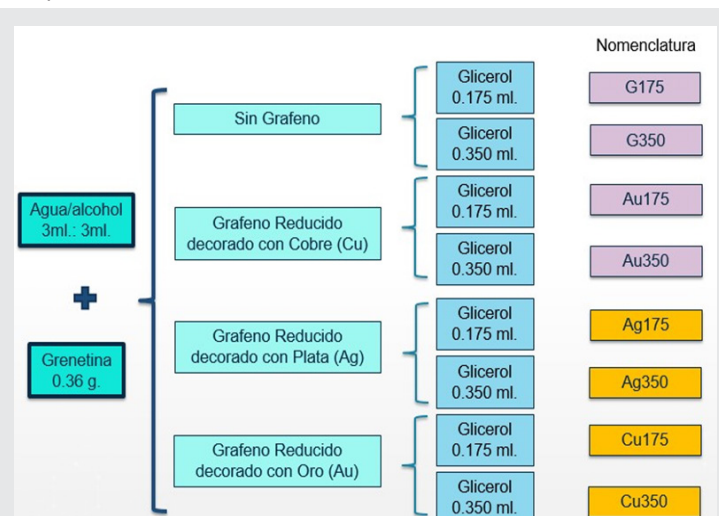 Nomenclatura
Glicerol
0.175 ml.
G175
Sin Grafeno
Glicerol
0.350 ml.
G350
Agua/alcohol
3ml.: 3ml.
Grafeno Reducido
decorado con Cobre (Cu)
Glicerol
0.175 ml.
Au175
Glicerol
0.350 ml.
Au350
Grenetina
0.36 g.
Grafeno Reducido
decorado con Plata (Ag)
Glicerol
0.175 ml.
Ag175
Glicerol
0.350 ml.
Ag350
Grafeno Reducido
decorado con Oro (Au)
Glicerol
0.175 ml.
Cu175
Glicerol
0.350 ml.
Cu350